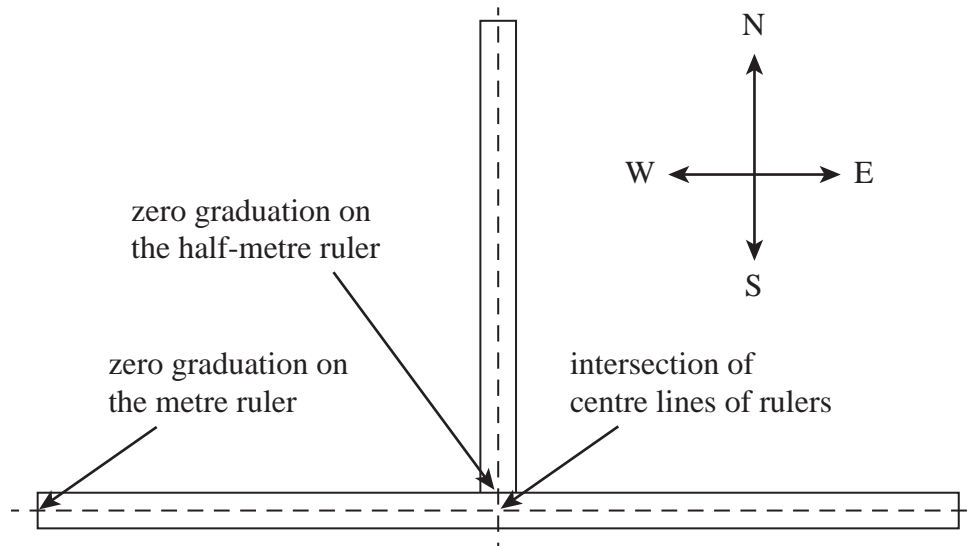 N
W
E
S
zero graduation on
the half-metre ruler
zero graduation on
the metre ruler
intersection of
centre lines of rulers